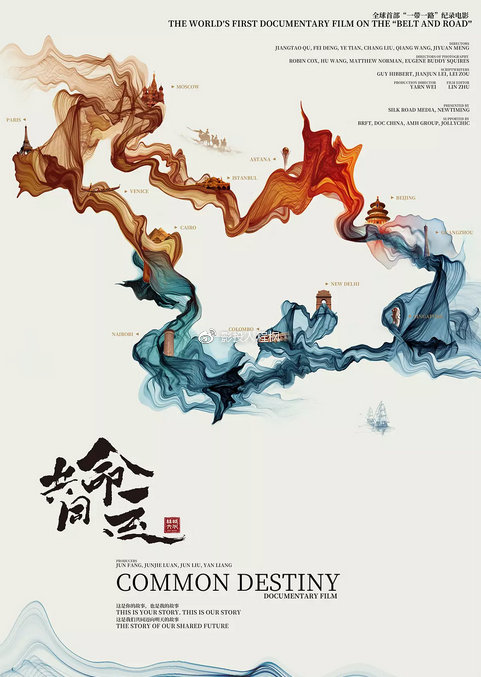 全球首部“一带一路”纪录电影
THE WORLD'S FIRST DOCUMENTARY FILM ON THE “BELT AND ROAD”
DIRECTORS
JIANGTAO QU, FEI DENG, YE TIAN, CHANG LIU, QIANG WANG, JIYUAN MENG
DIRECTORS OF PHOTOGRAPHY
ROBIN COX, HU WANG, MATTHEW NORMAN, EUGENE BUDDY SQUIRES
SCRIPTWRITERS
GUY HIBBERT, JIANJUN LEI, LEI ZOU
PRODUCTION DIRECTOR FILM EDITOR
YARN WEI LIN ZHU
PRESENTED BY
SILK ROAD MEDIA, NEWTIMING
SUPPORTED BY
BRFT, DOC CHINA, AMH GROUP, JOLLYCHIC
MOSCOW
PARIS
ASTANA
ISTANBUL
VENICE
BEIJING
CAIRO
GUANGZHOU
NEW DELHI
COLOMBO
NAIROBI
共同命运
PRODUCERS
JUN FANG, JUNJIE LUAN, JUN LIU, YAN LIANG
COMMON DESTINY
DOCUMENTARY FILM
这是你的故事，也是我的故事
THIS IS YOUR STORY, THIS IS OUR STORY
这是我们共同迈向明天的故事
THE STORY OF OUR SHARED FUTURE